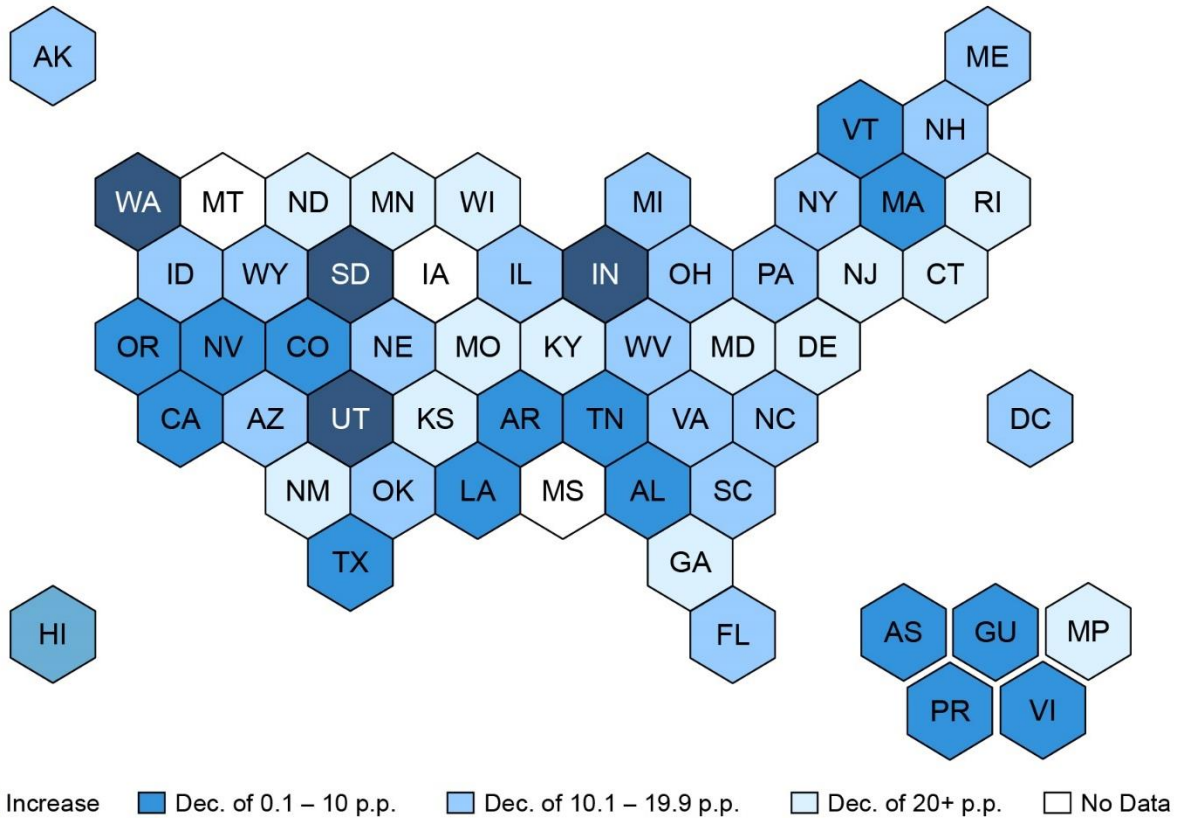 AK ME
VT NH
WA MT ND MN WI MI NY MA RI
ID WY SD IA IL IN OH PA NJ CT
OR NV CO NE MO KY WV MD DE
CA AZ UT KS AR TN VA NC DC
NM OK LA MS AL SC
TX GA
HI FL AS GU MP
PR VI
Increase Dec. of 0.1 – 10 p.p. Dec. of 10.1 – 19.9 p.p. Dec. of 20+ p.p. No Data